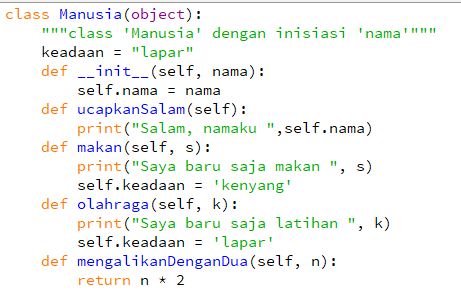 class Manusia(object):
    """class 'Manusia' dengan inisiasi 'nama'"""
    keadaan = "lapar"
    def __init__(self, nama):
        self.nama = nama
    def ucapkanSalam(self):
        print("Salam, namaku ",self.nama)
    def makan(self, s):
        print("Saya baru saja makan ", s)
        self.keadaan = 'kenyang'
    def olahraga(self, k):
        print("Saya baru saja latihan ", k)
        self.keadaan = 'lapar'
    def mengalikanDenganDua(self, n):
        return n * 2